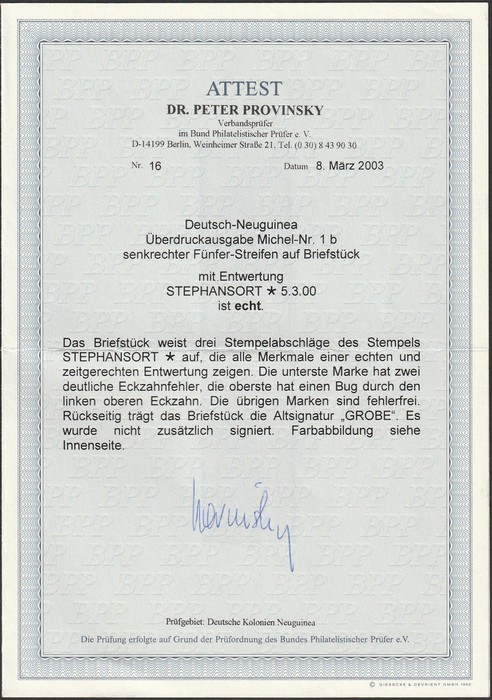 ATTEST
DR. PETER PROVINSKY
Verbandsprüfer
im Bund Philatelistischer Prüfer e. V.
D-14199 Berlin, Weinheimer Straße 21, Tel. (0 30) 8 43 90 30
Nr. 16 Datum 8. März 2003
Deutsch-Neuguinea
Überdruckausgabe Michel-Nr. 1 b
senkrechter Fünfer-Streifen auf Briefstück
mit Entwertung
STEPHANSORT * 5.3.00
ist echt.
Das Briefstück weist drei Stempelabschläge des Stempels
STEPHANSORT * auf, die alle Merkmale einer echten und
zeitgerechten Entwertung zeigen. Die unterste Marke hat zwei
deutliche Eckzahnfehler, die oberste hat einen Bug durch den
linken oberen Eckzahn. Die übrigen Marken sind fehlerfrei.
Rückseitig trägt das Briefstück die Altsignatur „GROBE“. Es
wurde nicht zusätzlich signiert. Farbabbildung siehe
Innenseite.
Prüfgebiet: Deutsche Kolonien Neuguinea
Die Prüfung erfolgte auf Grund der Prüfordnung des Bundes Philatelistischer Prüfer e.V.